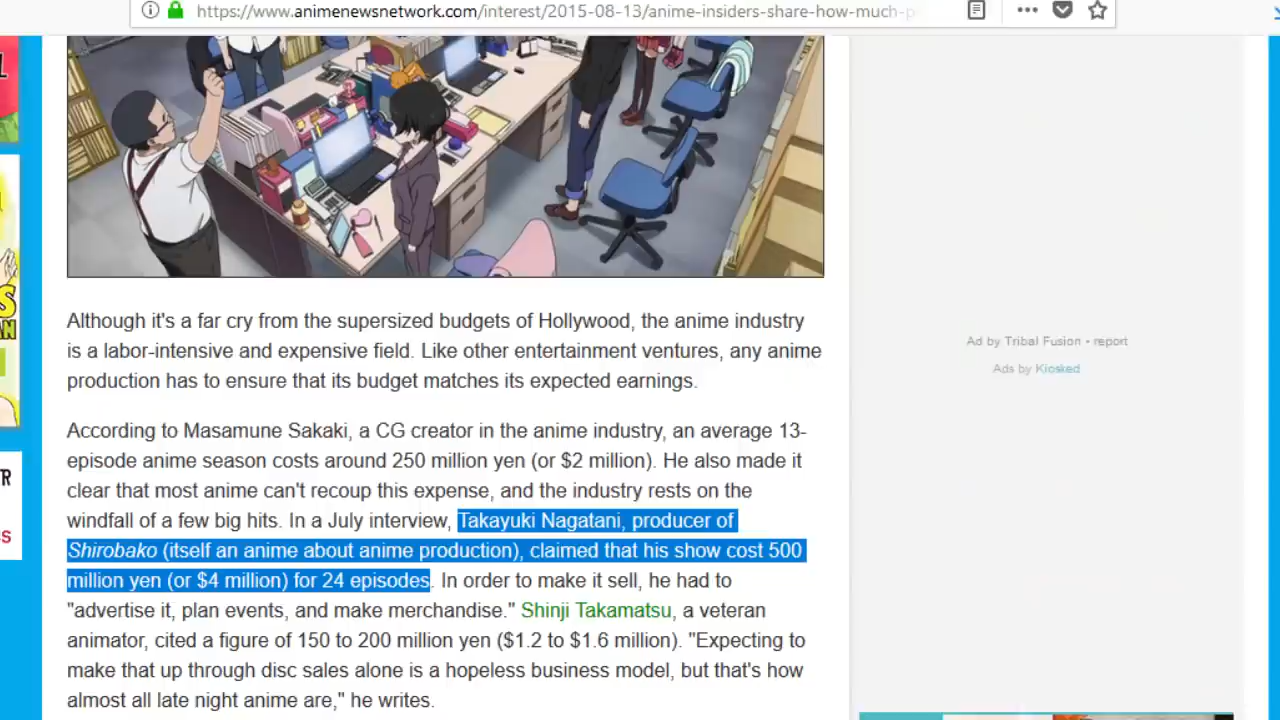 https://www.animenewsnetwork.com/interest/2015-08-13/anime-insiders-share-how-much-p
Although it's a far cry from the supersized budgets of Hollywood, the anime industry
is a labor-intensive and expensive field. Like other entertainment ventures, any anime
production has to ensure that its budget matches its expected earnings.
According to Masamune Sakaki, a CG creator in the anime industry, an average 13-
episode anime season costs around 250 million yen (or $2 million). He also made it
clear that most anime can't recoup this expense, and the industry rests on the
windfall of a few big hits. In a July interview, Takayuki Nagatani, producer of
Shirobako (itself an anime about anime production), claimed that his show cost 500
million yen (or $4 million) for 24 episodes. In order to make it sell, he had to
"advertise it, plan events, and make merchandise." Shinji Takamatsu, a veteran
animator, cited a figure of 150 to 200 million yen ($1.2 to $1.6 million). "Expecting to
make that up through disc sales alone is a hopeless business model, but that's how
almost all late night anime are," he writes.
Ad by Tribal Fusion • report
Ads by Kiosked